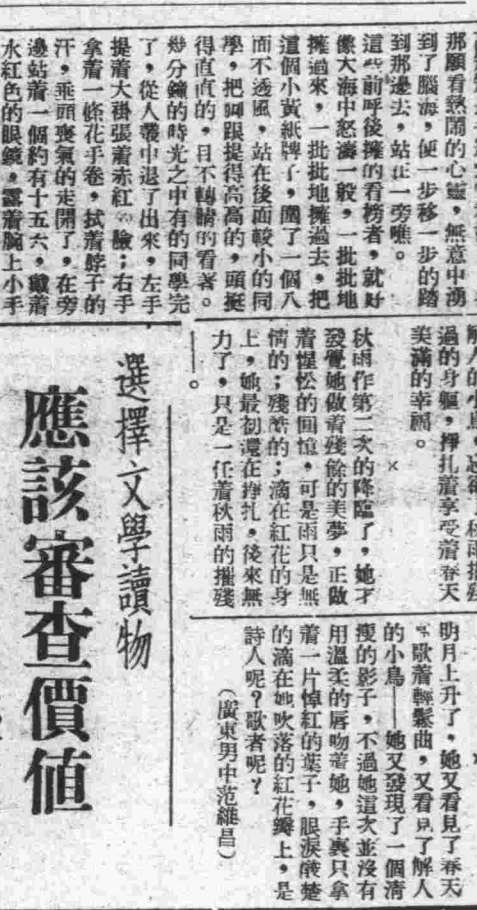 那願看熱鬧的心靈，無意中湧
到了腦海，便一步移一步的踏
到那邊去，站在一旁瞧。
這些前呼後擁的看榜者，就好
像大海中怒濤一般，一批批地
擁過來，一批批地擁過去，把
這個小黃紙牌子，圍了一個八
面不透風，站在後面較小的同
學，把脚跟提得高高的，頭挺
得直直的，目不轉睛的看著。
幾分鐘的時光之中有的同學完
了，從人叢中退了出來，左手
提着大褂張着赤紅的臉；右手
拿着一條花手卷，拭着脖子的
汗，垂頭喪氣的走開了，在旁
邊站着一個約有十五六，戴着
水紅色的眼鏡，露着腕上小手
解人的小鳥，忘卻了秋雨摧殘
過的身軀，掙扎着享受着春天
美滿的幸福。
×
秋雨作第二次的降臨了，她才
發覺她做着殘餘的美夢，正做
着惺忪的回憶，可是雨只是無
情的；殘酷的；滴在紅花的身
上，她最初還在掙扎，後來無
力了，只是一任着秋雨的摧殘
——。
明月上升了，她又看見了春天
，歌着輕鬆曲，又看見了解人
的小鳥——她又發現了一個清
瘦的影子，不過她這次並沒有
用溫柔的唇吻着她，手裏只拿
着一片悼紅的葉子，眼淚酸楚
的滴在她吹落的紅花瓣上，是
詩人呢？歌者呢？
（廣東男中范維昌）
選擇文學讀物
應該審查價值